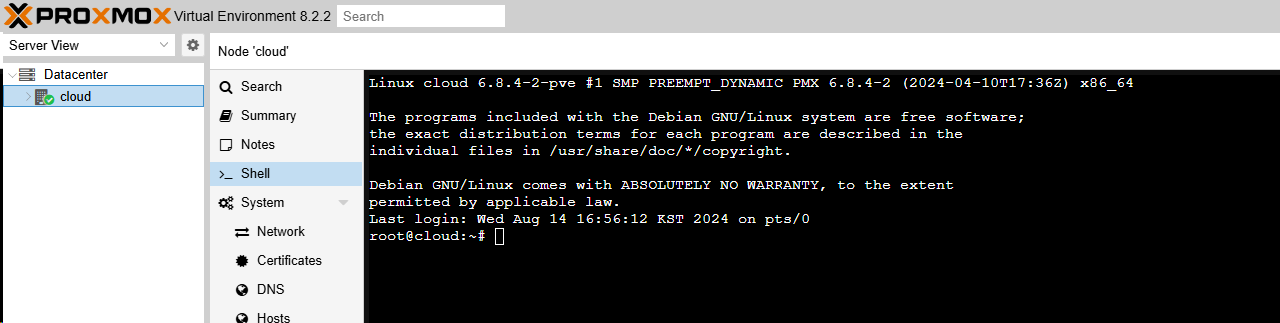 PROXMOX Virtual Environment 8.2.2 Search
Server View
Datacenter
cloud
Node 'cloud'
Search
Summary
Notes
>_ Shell
System
Network
Certificates
DNS
Hosts
Linux cloud 6.8.4-2-pve #1 SMP PREEMPT_DYNAMIC PMX 6.8.4-2 (2024-04-10T17:36Z) x86_64
The programs included with the Debian GNU/Linux system are free software;
the exact distribution terms for each program are described in the
individual files in /usr/share/doc/*/copyright.
Debian GNU/Linux comes with ABSOLUTELY NO WARRANTY, to the extent
permitted by applicable law.
Last login: Wed Aug 14 16:56:12 KST 2024 on pts/0
root@cloud:~#